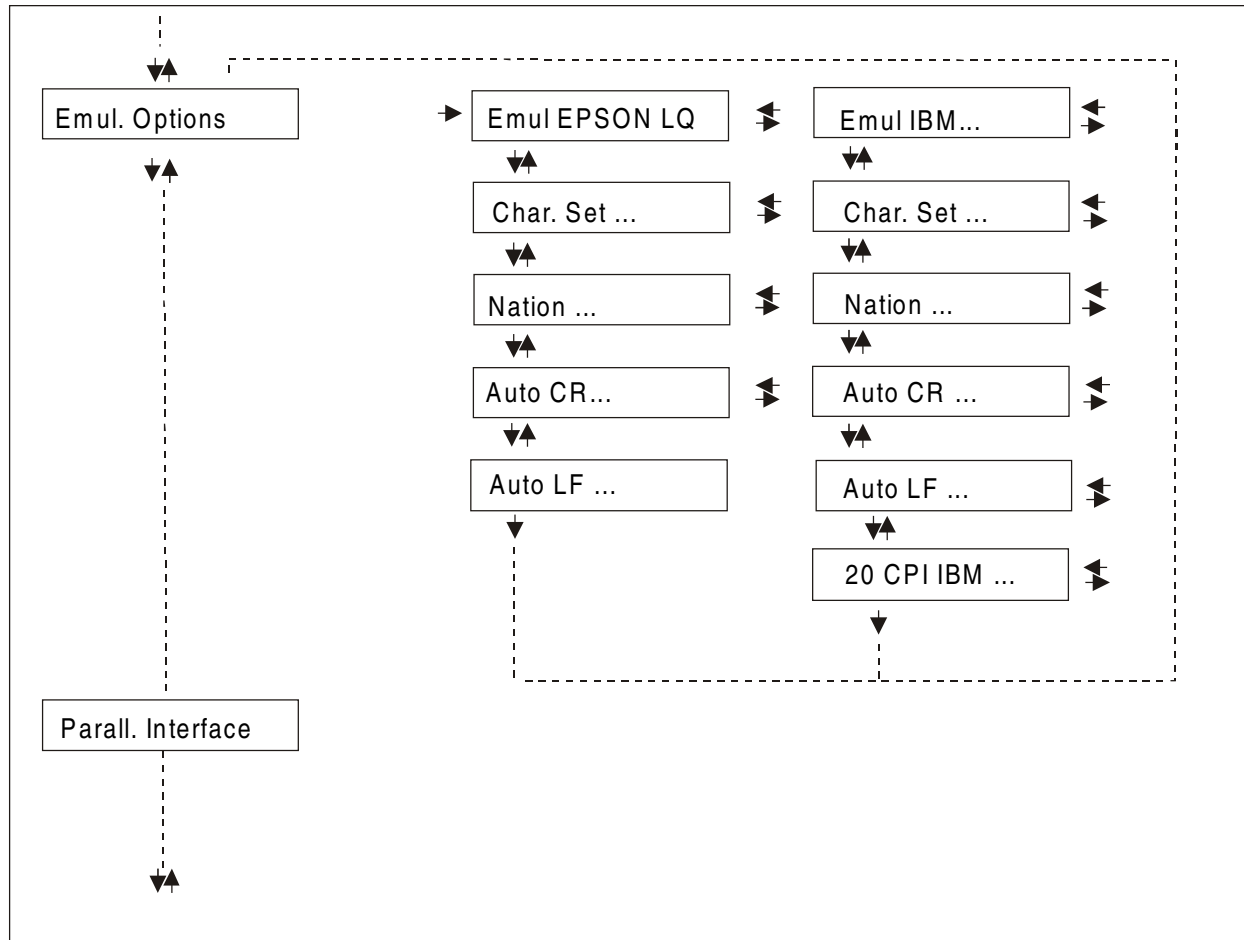 Emul. Options
Emul EPSON LQ
Char. Set ...
Nation ...
Auto CR...
Auto LF ...
Emul IBM...
Char. Set ...
Nation ...
Auto CR ...
Auto LF ...
20 CPI IBM ...
Parall. Interface